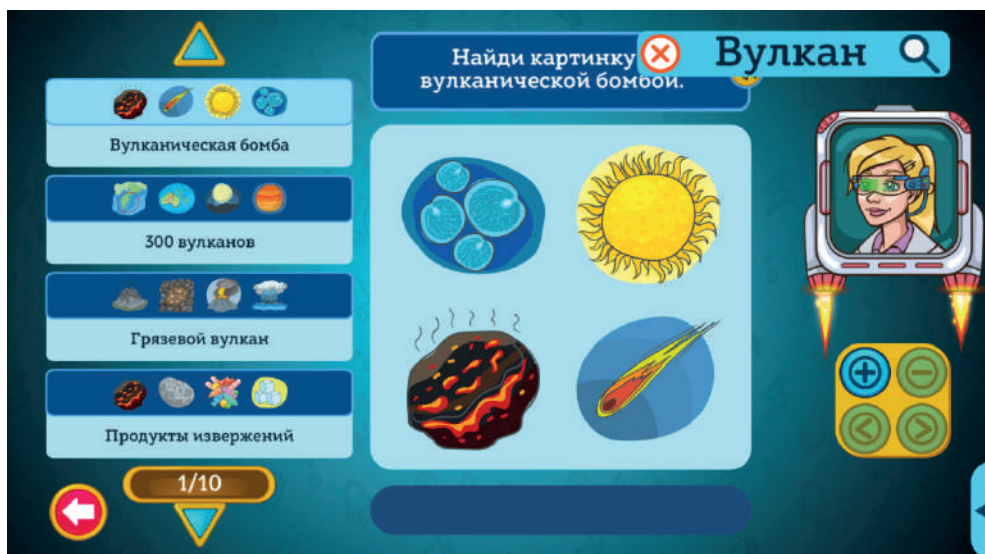 Вулкан
Найди картинку
вулканической бомбой.
Вулканическая бомба
300 вулканов
Грязевой вулкан
Продукты извержений
1/10